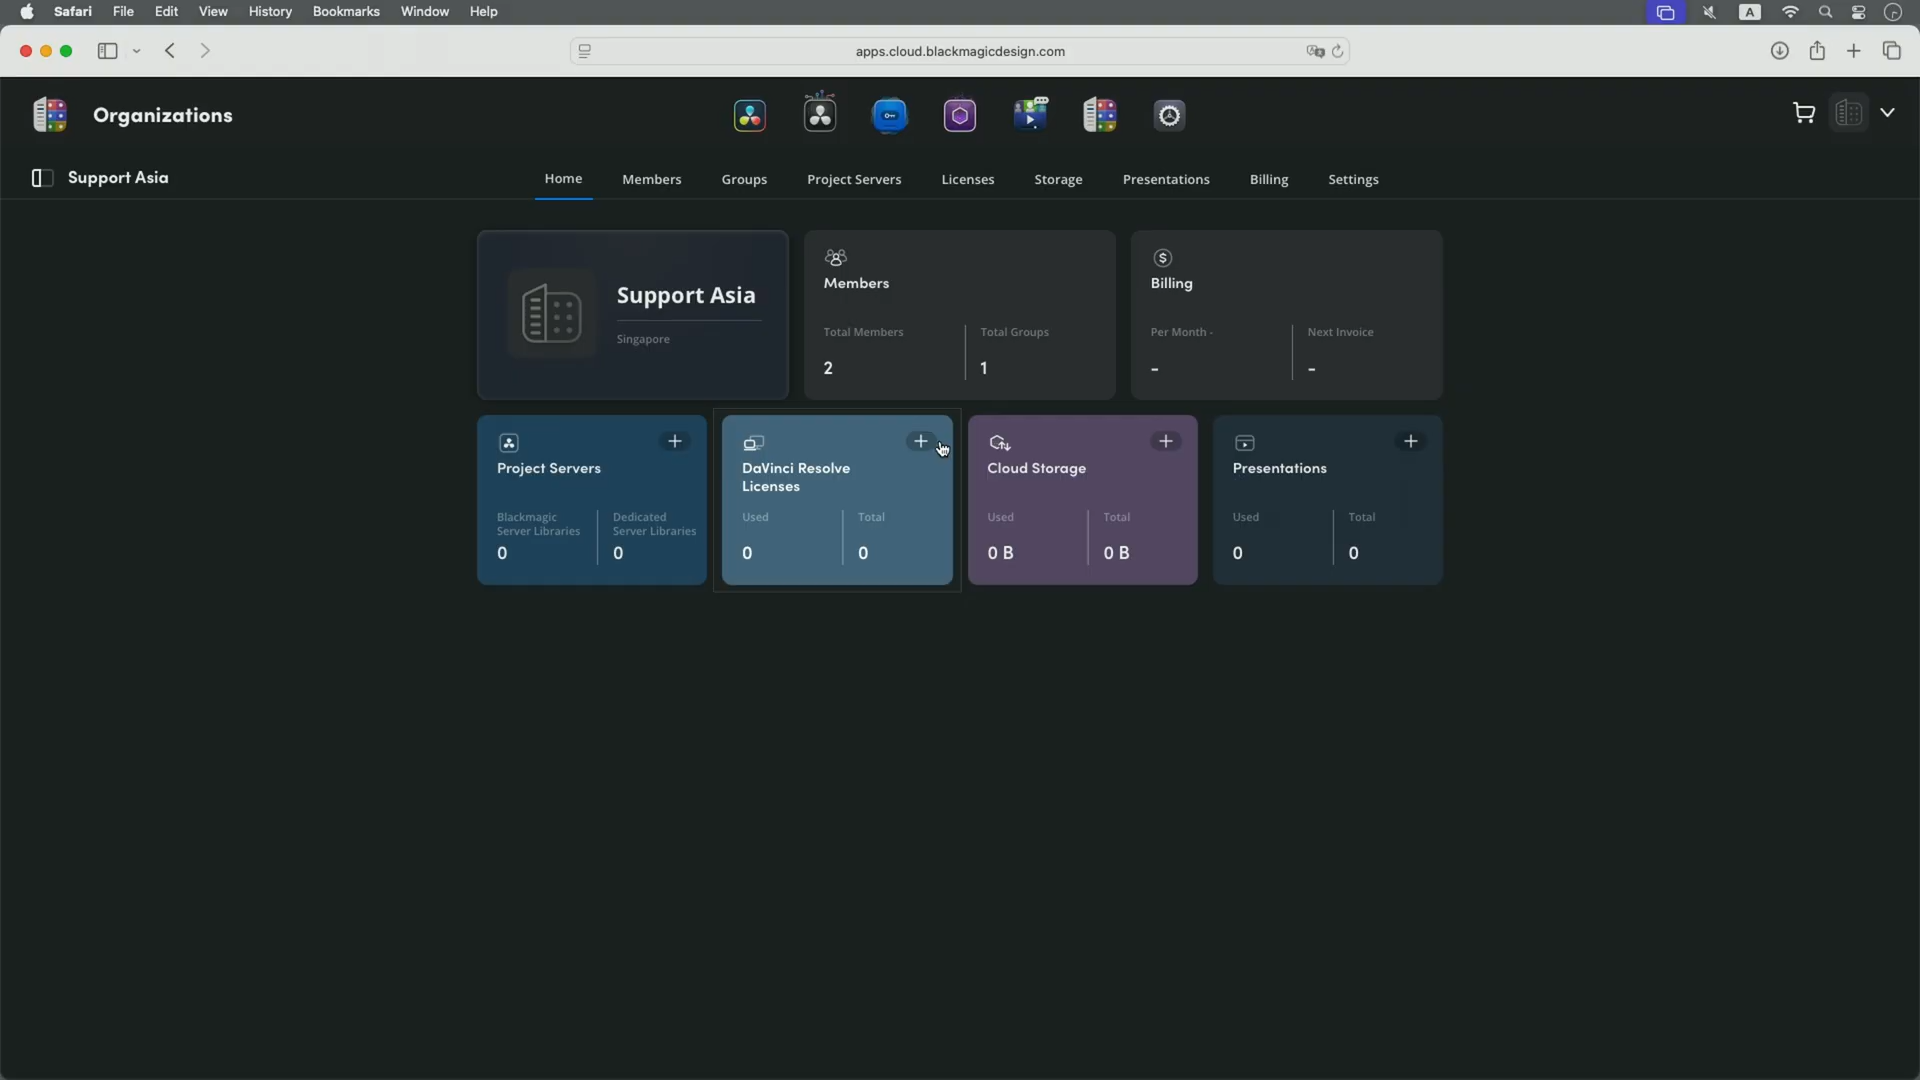 Safari File Edit View History Bookmarks Window Help A
apps.cloud.blackmagicdesign.com
Organizations
Support Asia Home Members Groups Project Servers Licenses Storage Presentations Billing Settings
Support Asia
Singapore
Members
Total Members Total Groups
2 1
$
Billing
Per Month - Next Invoice
- -
Project Servers
Blackmagic Server Libraries
Dedicated Server Libraries
0 0
DaVinci Resolve
Licenses
Used Total
0 0
Cloud Storage
Used Total
0 B 0 B
Presentations
Used Total
0 0